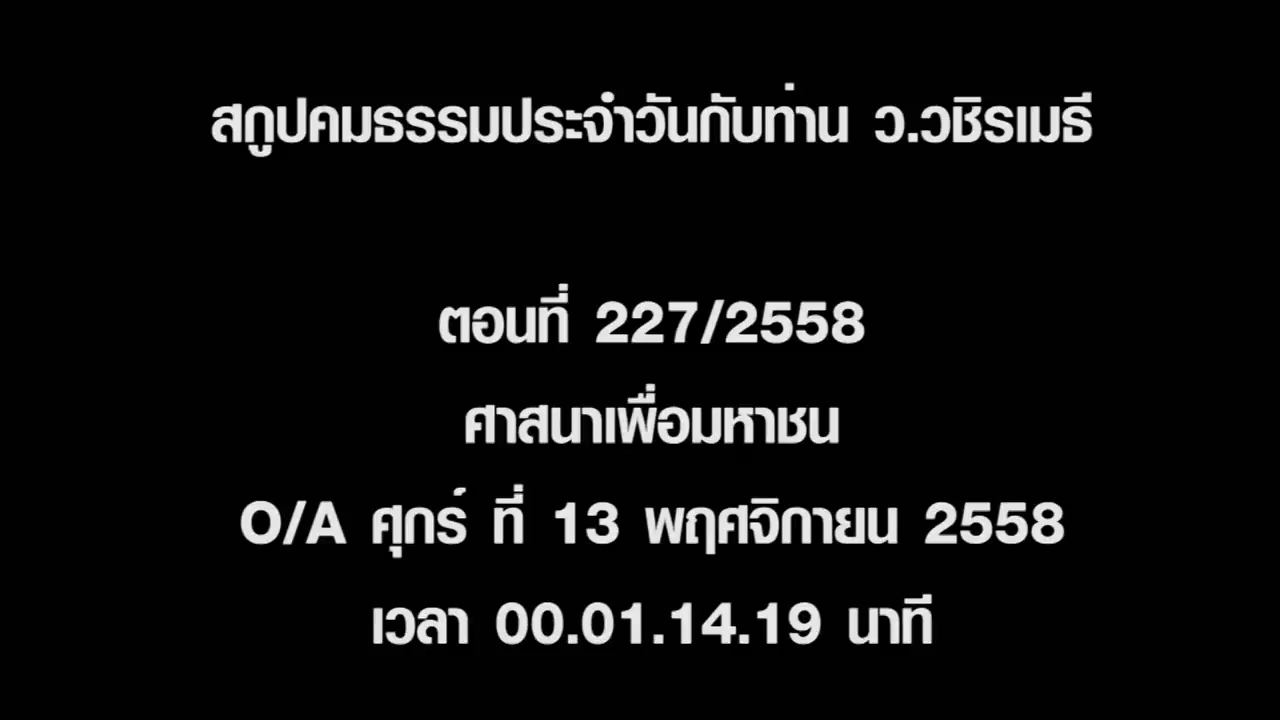 สกูปคมธรรมประจำวันกับท่าน ว.วชิรเมธี
ตอนที่ 227/2558
ศาสนาเพื่อมหาชน
O/A ศุกร์ ที่ 13 พฤศจิกายน 2558
เวลา 00.01.14.19 นาที